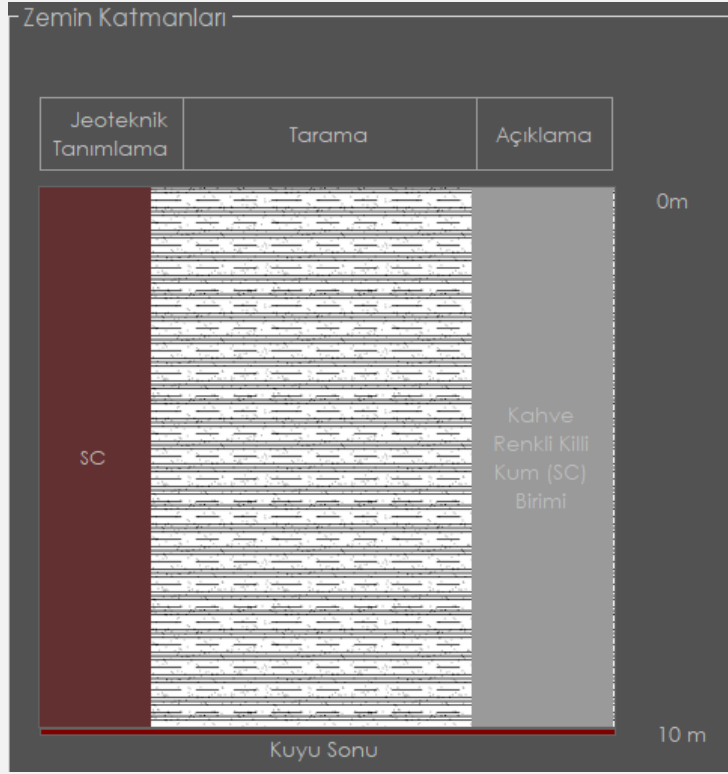 Zemin Katmanları
Jeoteknik
Tanımlama
Tarama
Açıklama
0m
SC
Kahve
Renkli Killi
Kum (SC)
Birimi
10 m
Kuyu Sonu